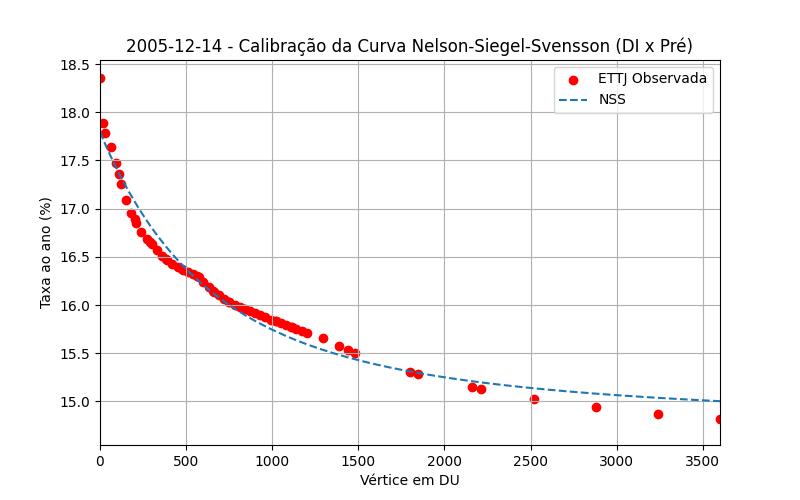 2005-12-14 - Calibração da Curva Nelson-Siegel-Svensson (DI x Pré)
ETTJ Observada
NSS
Taxa ao ano (%)
18.5
18.0
17.5
17.0
16.5
16.0
15.5
15.0
0 500 1000 1500 2000 2500 3000 3500
Vértice em DU